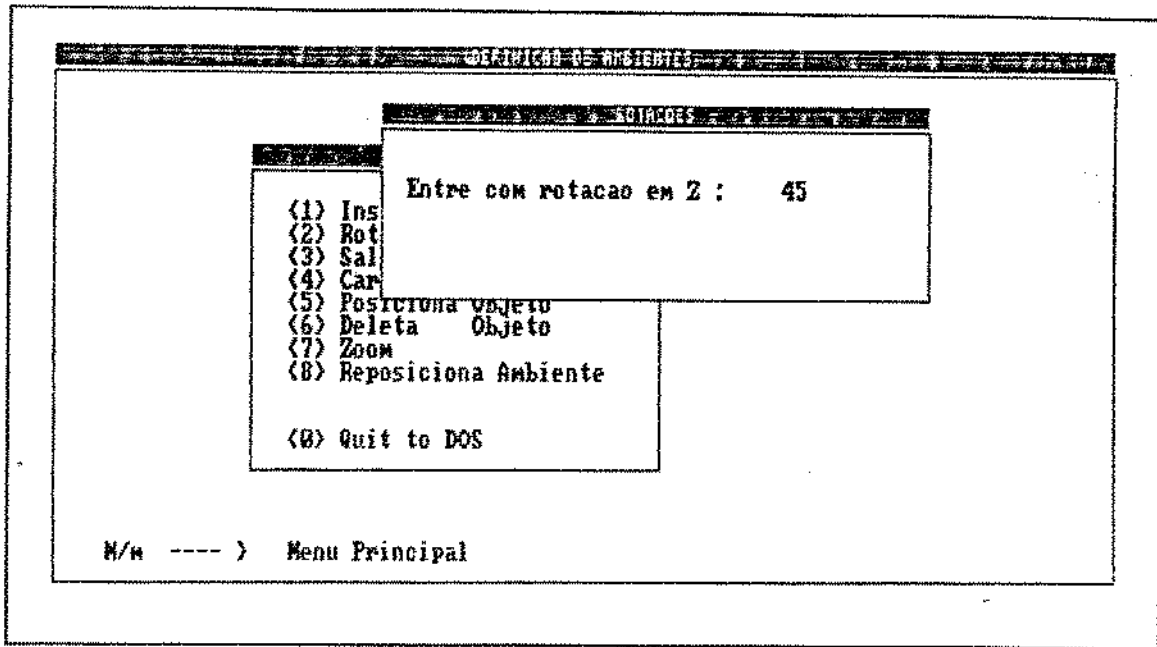 DEFINICAO DE AMBIENTES
ROTACOES
Entre com rotacao em Z : 45
(1) Ins
(2) Rot
(3) Sal
(4) Car
(5) Posiciona Objeto
(6) Deleta Objeto
(7) Zoom
(8) Reposiciona Ambiente
(0) Quit to DOS
M/m ---- > Menu Principal